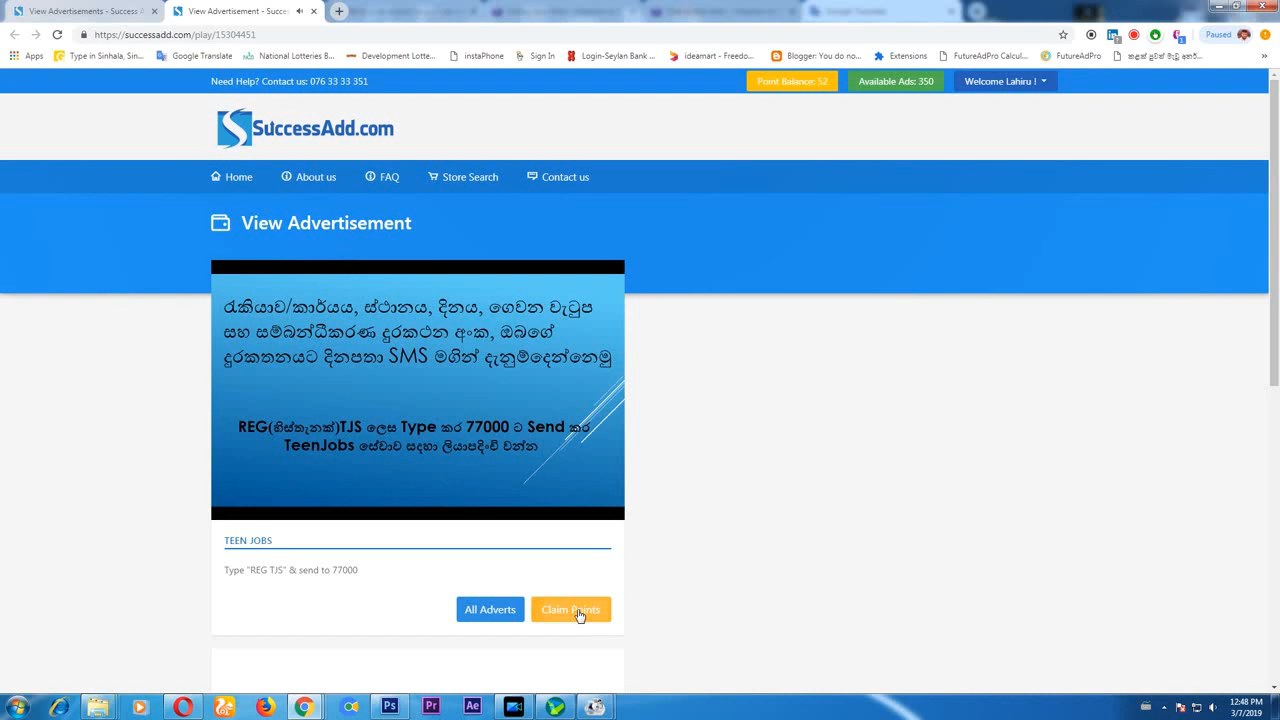 View Advertisements - Success A
View Advertisement - Succes
https://successadd.com/play/15304451
Paused
Apps
Type in Sinhala, Sin...
Google Translate
National Lotteries B...
Development Lotte...
instaPhone
Sign In
Login-Seylan Bank ...
ideamart - Freedo...
Blogger: You do no...
Extensions
FutureAdPro Calcul...
FutureAdPro
Need Help? Contact us: 076 33 33 351
Point Balance: 52
Available Ads: 350
Welcome Lahiru !
SuccessAdd.com
Home
About us
FAQ
Store Search
Contact us
View Advertisement
රැකියාව/කාර්යය, ස්ථානය, දිනය, ගෙවන වැටුප
සහ සම්බන්ධීකරණ දුරකථන අංක, ඔබගේ
දුරකතනයට දිනපතා SMS මගින් දැනුම්දෙන්නෙමු
REG(හිස්තැනක්)TJS ලෙස Type කර 77000 ට Send කර
TeenJobs සේවාව සදහා ලියාපදිංචි වන්න
TEEN JOBS
Type "REG TJS" & send to 77000
All Adverts
Claim Points
Ps
Pr
Ae
12:48 PM
3/7/2019